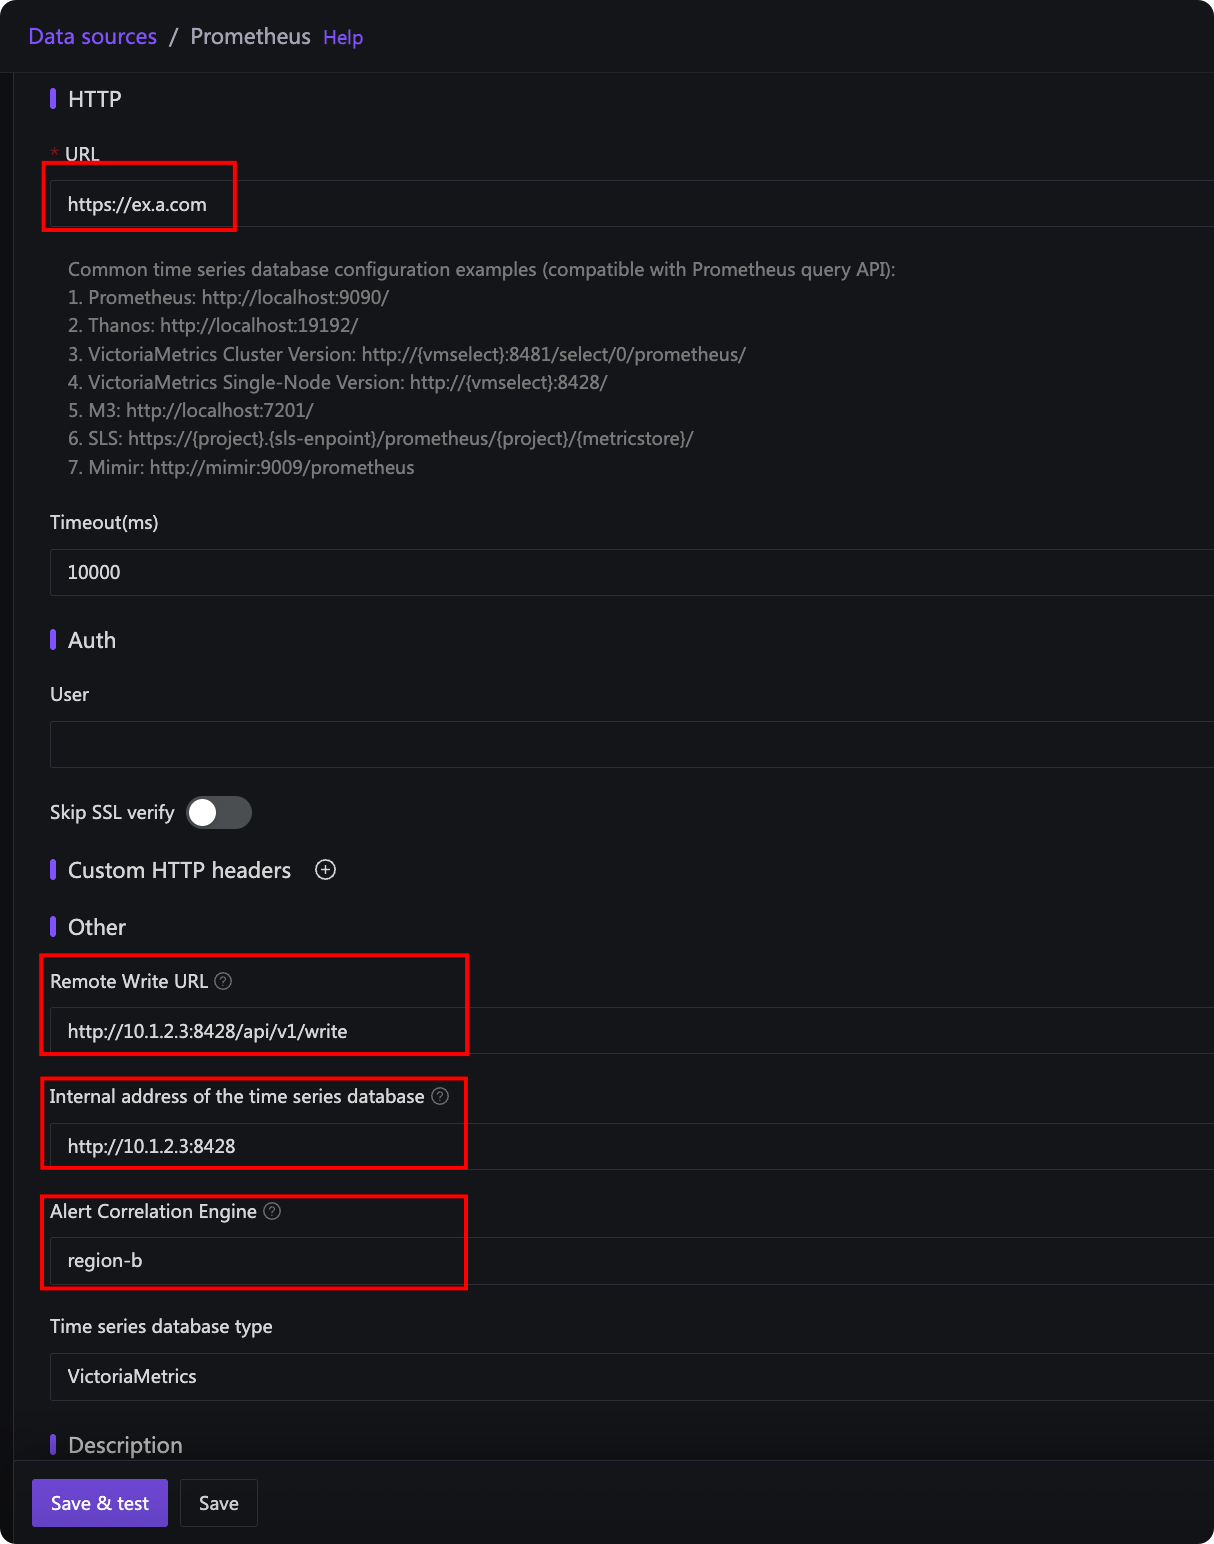 Data sources / Prometheus Help
HTTP
* URL
https://ex.a.com
Common time series database configuration examples (compatible with Prometheus query API):
1. Prometheus: http://localhost:9090/
2. Thanos: http://localhost:19192/
3. VictoriaMetrics Cluster Version: http://{vmselect}:8481/select/0/prometheus/
4. VictoriaMetrics Single-Node Version: http://{vmselect}:8428/
5. M3: http://localhost:7201/
6. SLS: https://{project}.{sls-enpoint}/prometheus/{project}/{metricstore}/
7. Mimir: http://mimir:9009/prometheus
Timeout(ms)
10000
Auth
User
Skip SSL verify
Custom HTTP headers
Other
Remote Write URL
http://10.1.2.3:8428/api/v1/write
Internal address of the time series database
http://10.1.2.3:8428
Alert Correlation Engine
region-b
Time series database type
VictoriaMetrics
Description
Save & test Save